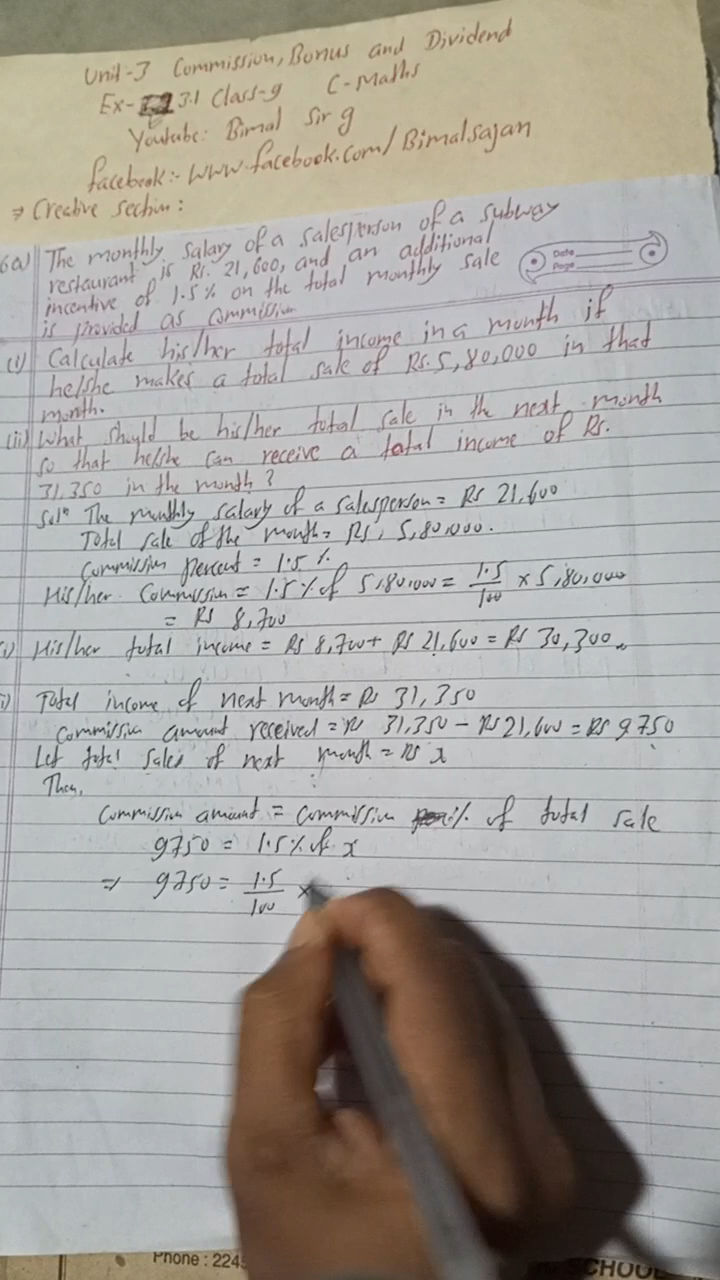 Unit-3 Commission, Bonus and Dividend
Ex- 3.1 Class-9 C-Maths
Youtube: Bimal Sir g
facebook:- www.facebook.com/Bimalsajan
⇒ Creative section:
6a) The monthly salary of a salesperson of a subway
restaurant is Rs. 21,600, and an additional
incentive of 1.5% on the total monthly sale
is provided as commission
Date
Page
(i) Calculate his/her total income in a month if
he/she makes a total sale of Rs. 5,80,000 in that
month.
(ii) What should be his/her total sale in the next month
so that he/she can receive a total income of Rs.
31,350 in the month?
Solⁿ The monthly salary of a salesperson = Rs 21,600
Total sale of the month = Rs. 5,80,000.
Commission percent = 1.5 %
His/her Commission = 1.5% of 5,80,000 = 1.5/100 × 5,80,000
= Rs 8,700
i) His/her total income = Rs 8,700 + Rs 21,600 = Rs 30,300
i) Total income of next month = Rs 31,350
Commission amount received = Rs 31,350 - Rs 21,600 = Rs 9750
Let total sales of next month = Rs x
Then,
Commission amount = Commission % of total sale
9750 = 1.5% of x
⇒ 9750 = 1.5/100 ×
Phone : 224
SCHOO